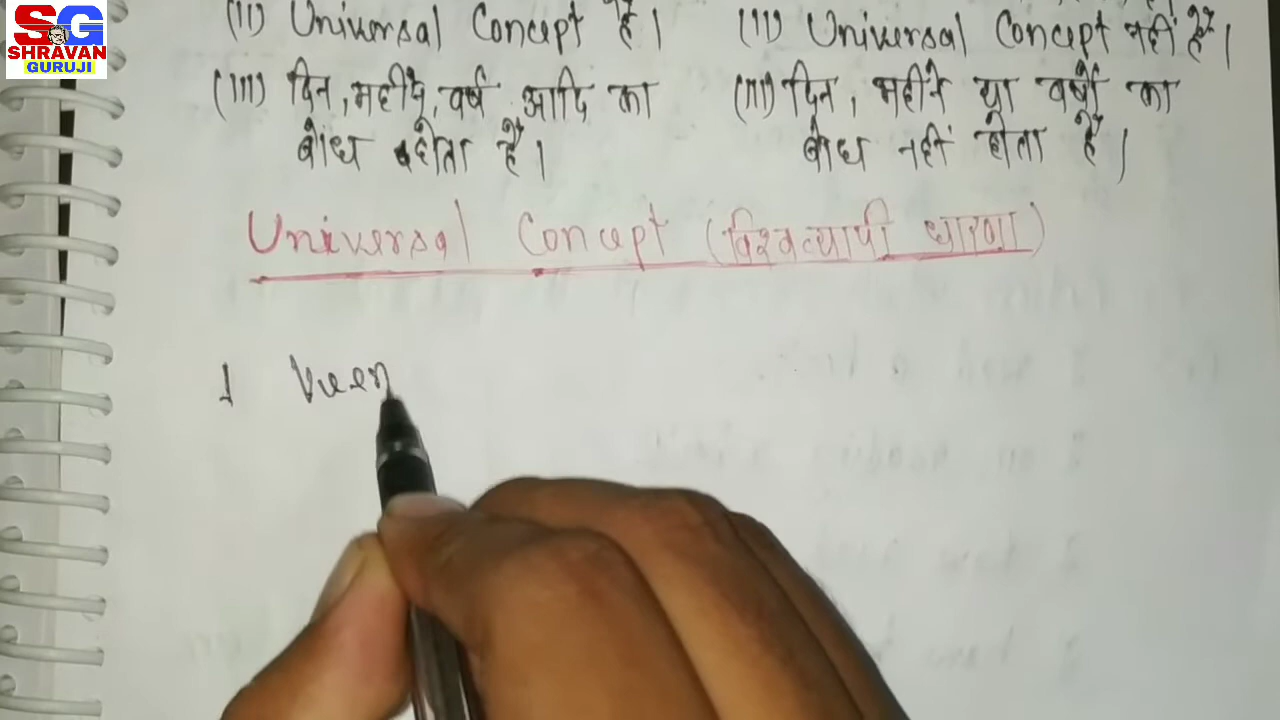 SG
SHRAVAN
GURUJI
(II) Universal Concept है।
(II) Universal Concept नहीं है।
(III) दिन, महीने, वर्ष आदि का
बोध होता है।
(III) दिन, महीने या वर्षों का
बोध नहीं होता है।
Universal Concept (विश्वव्यापी धारणा)
1